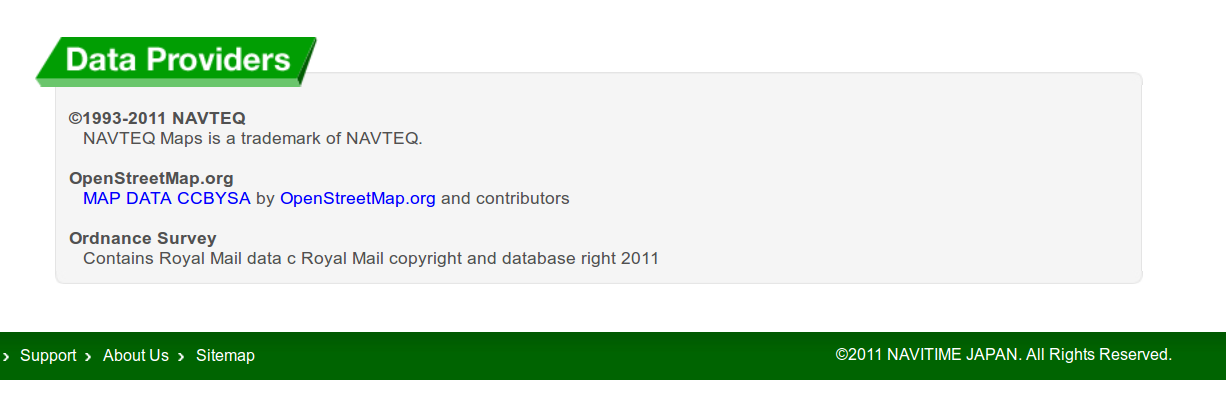 Data Providers
©1993-2011 NAVTEQ
NAVTEQ Maps is a trademark of NAVTEQ.
OpenStreetMap.org
MAP DATA CCBYSA by OpenStreetMap.org and contributors
Ordnance Survey
Contains Royal Mail data c Royal Mail copyright and database right 2011
› Support › About Us › Sitemap
©2011 NAVITIME JAPAN. All Rights Reserved.